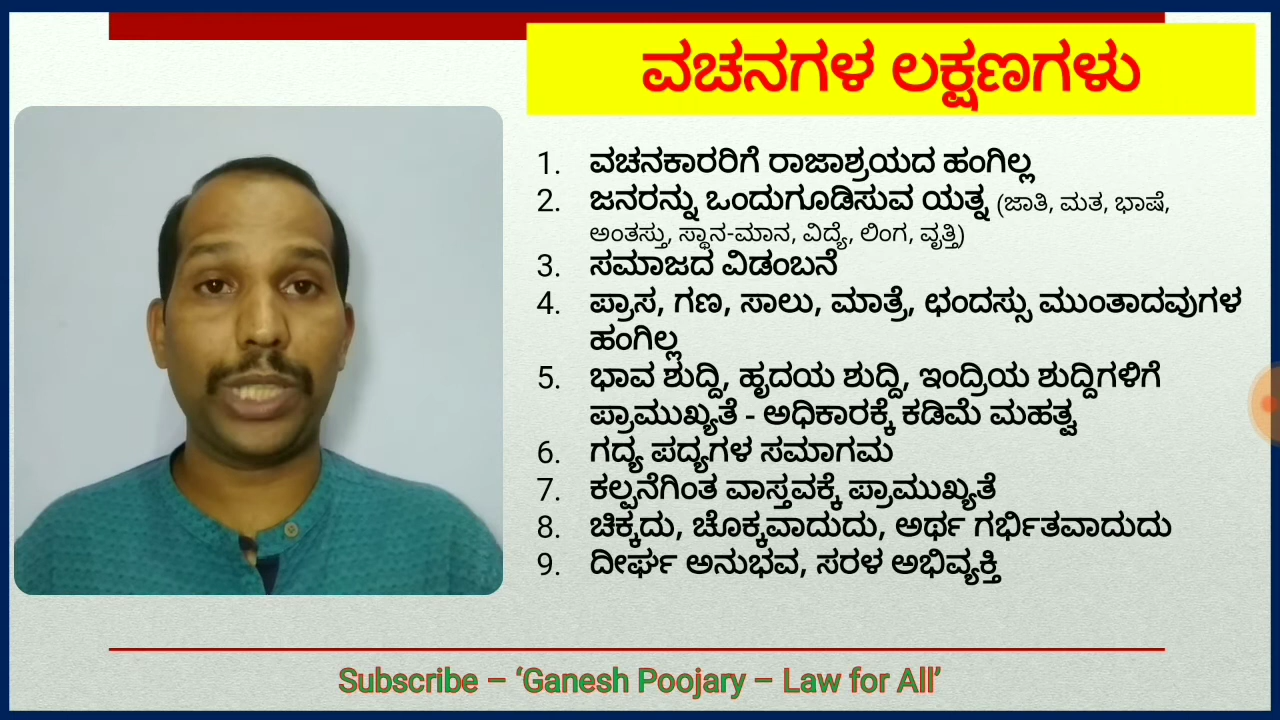 ವಚನಗಳ ಲಕ್ಷಣಗಳು
1. ವಚನಕಾರರಿಗೆ ರಾಜಾಶ್ರಯದ ಹಂಗಿಲ್ಲ
2. ಜನರನ್ನು ಒಂದುಗೂಡಿಸುವ ಯತ್ನ (ಜಾತಿ, ಮತ, ಭಾಷೆ,
ಅಂತಸ್ತು, ಸ್ಥಾನ-ಮಾನ, ವಿದ್ಯೆ, ಲಿಂಗ, ವೃತ್ತಿ)
3. ಸಮಾಜದ ವಿಡಂಬನೆ
4. ಪ್ರಾಸ, ಗಣ, ಸಾಲು, ಮಾತ್ರೆ, ಛಂದಸ್ಸು ಮುಂತಾದವುಗಳ
ಹಂಗಿಲ್ಲ
5. ಭಾವ ಶುದ್ದಿ, ಹೃದಯ ಶುದ್ದಿ, ಇಂದ್ರಿಯ ಶುದ್ದಿಗಳಿಗೆ
ಪ್ರಾಮುಖ್ಯತೆ - ಅಧಿಕಾರಕ್ಕೆ ಕಡಿಮೆ ಮಹತ್ವ
6. ಗದ್ಯ ಪದ್ಯಗಳ ಸಮಾಗಮ
7. ಕಲ್ಪನೆಗಿಂತ ವಾಸ್ತವಕ್ಕೆ ಪ್ರಾಮುಖ್ಯತೆ
8. ಚಿಕ್ಕದು, ಚೊಕ್ಕವಾದುದು, ಅರ್ಥ ಗರ್ಭಿತವಾದುದು
9. ದೀರ್ಘ ಅನುಭವ, ಸರಳ ಅಭಿವ್ಯಕ್ತಿ
Subscribe – ‘Ganesh Poojary – Law for All’